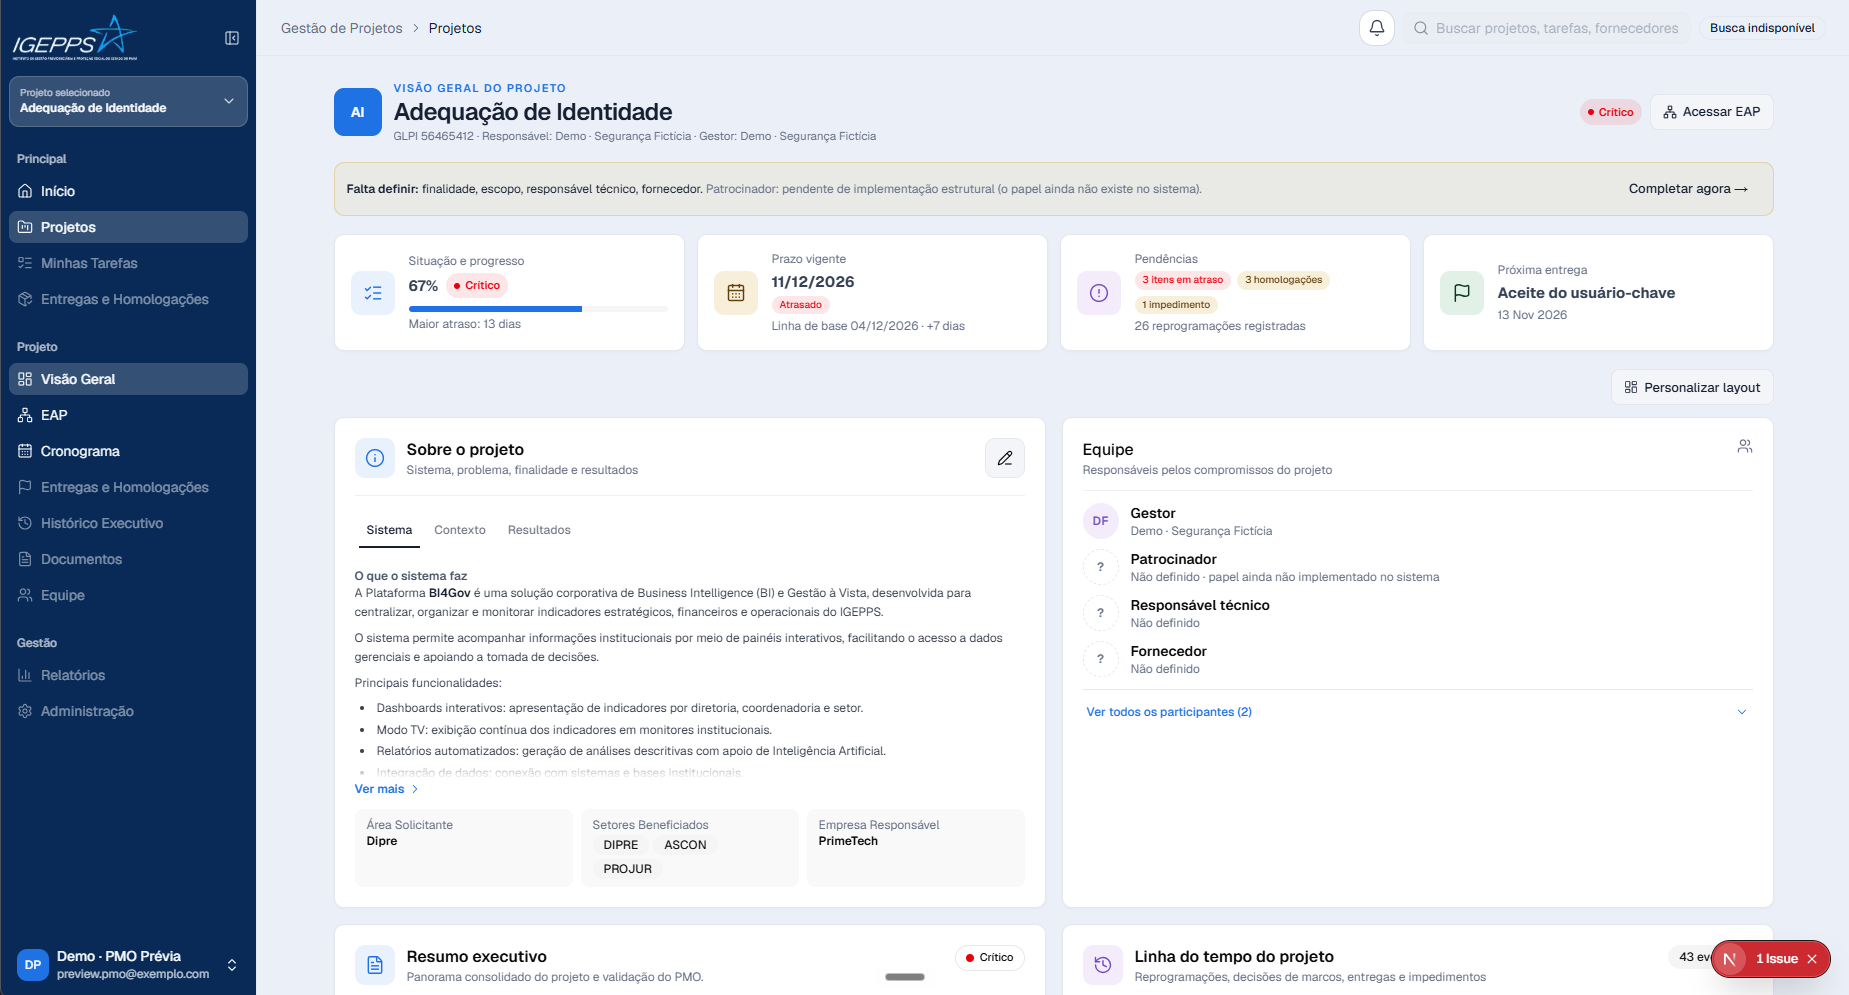 IGEPPS
Projeto selecionado
Adequação de Identidade
Principal
Início
Projetos
Minhas Tarefas
Entregas e Homologações
Projeto
Visão Geral
EAP
Cronograma
Entregas e Homologações
Histórico Executivo
Documentos
Equipe
Gestão
Relatórios
Administração
DP
Demo · PMO Prévia
preview.pmo@exemplo.com
Gestão de Projetos > Projetos
Buscar projetos, tarefas, fornecedores
Busca indisponível
AI
VISÃO GERAL DO PROJETO
Adequação de Identidade
GLPI 56465412 · Responsável: Demo · Segurança Fictícia · Gestor: Demo · Segurança Fictícia
Crítico
Acessar EAP
Falta definir: finalidade, escopo, responsável técnico, fornecedor. Patrocinador: pendente de implementação estrutural (o papel ainda não existe no sistema).
Completar agora →
Situação e progresso
67% Crítico
Maior atraso: 13 dias
Prazo vigente
11/12/2026
Atrasado
Linha de base 04/12/2026 · +7 dias
Pendências
3 itens em atraso 3 homologações
1 impedimento
26 reprogramações registradas
Próxima entrega
Aceite do usuário-chave
13 Nov 2026
Personalizar layout
Sobre o projeto
Sistema, problema, finalidade e resultados
Sistema Contexto Resultados
O que o sistema faz
A Plataforma BI4Gov é uma solução corporativa de Business Intelligence (BI) e Gestão à Vista, desenvolvida para
centralizar, organizar e monitorar indicadores estratégicos, financeiros e operacionais do IGEPPS.
O sistema permite acompanhar informações institucionais por meio de painéis interativos, facilitando o acesso a dados
gerenciais e apoiando a tomada de decisões.
Principais funcionalidades:
• Dashboards interativos: apresentação de indicadores por diretoria, coordenadoria e setor.
• Modo TV: exibição contínua dos indicadores em monitores institucionais.
• Relatórios automatizados: geração de análises descritivas com apoio de Inteligência Artificial.
• Integração de dados: conexão com sistemas e bases institucionais.
Ver mais >
Área Solicitante
Dipre
Setores Beneficiados
DIPRE ASCON
PROJUR
Empresa Responsável
PrimeTech
Equipe
Responsáveis pelos compromissos do projeto
DF
Gestor
Demo · Segurança Fictícia
?
Patrocinador
Não definido · papel ainda não implementado no sistema
?
Responsável técnico
Não definido
?
Fornecedor
Não definido
Ver todos os participantes (2)
Resumo executivo
Panorama consolidado do projeto e validação do PMO.
Crítico
Linha do tempo do projeto
Reprogramações, decisões de marcos, entregas e impedimentos
43 ev
N 1 Issue ×